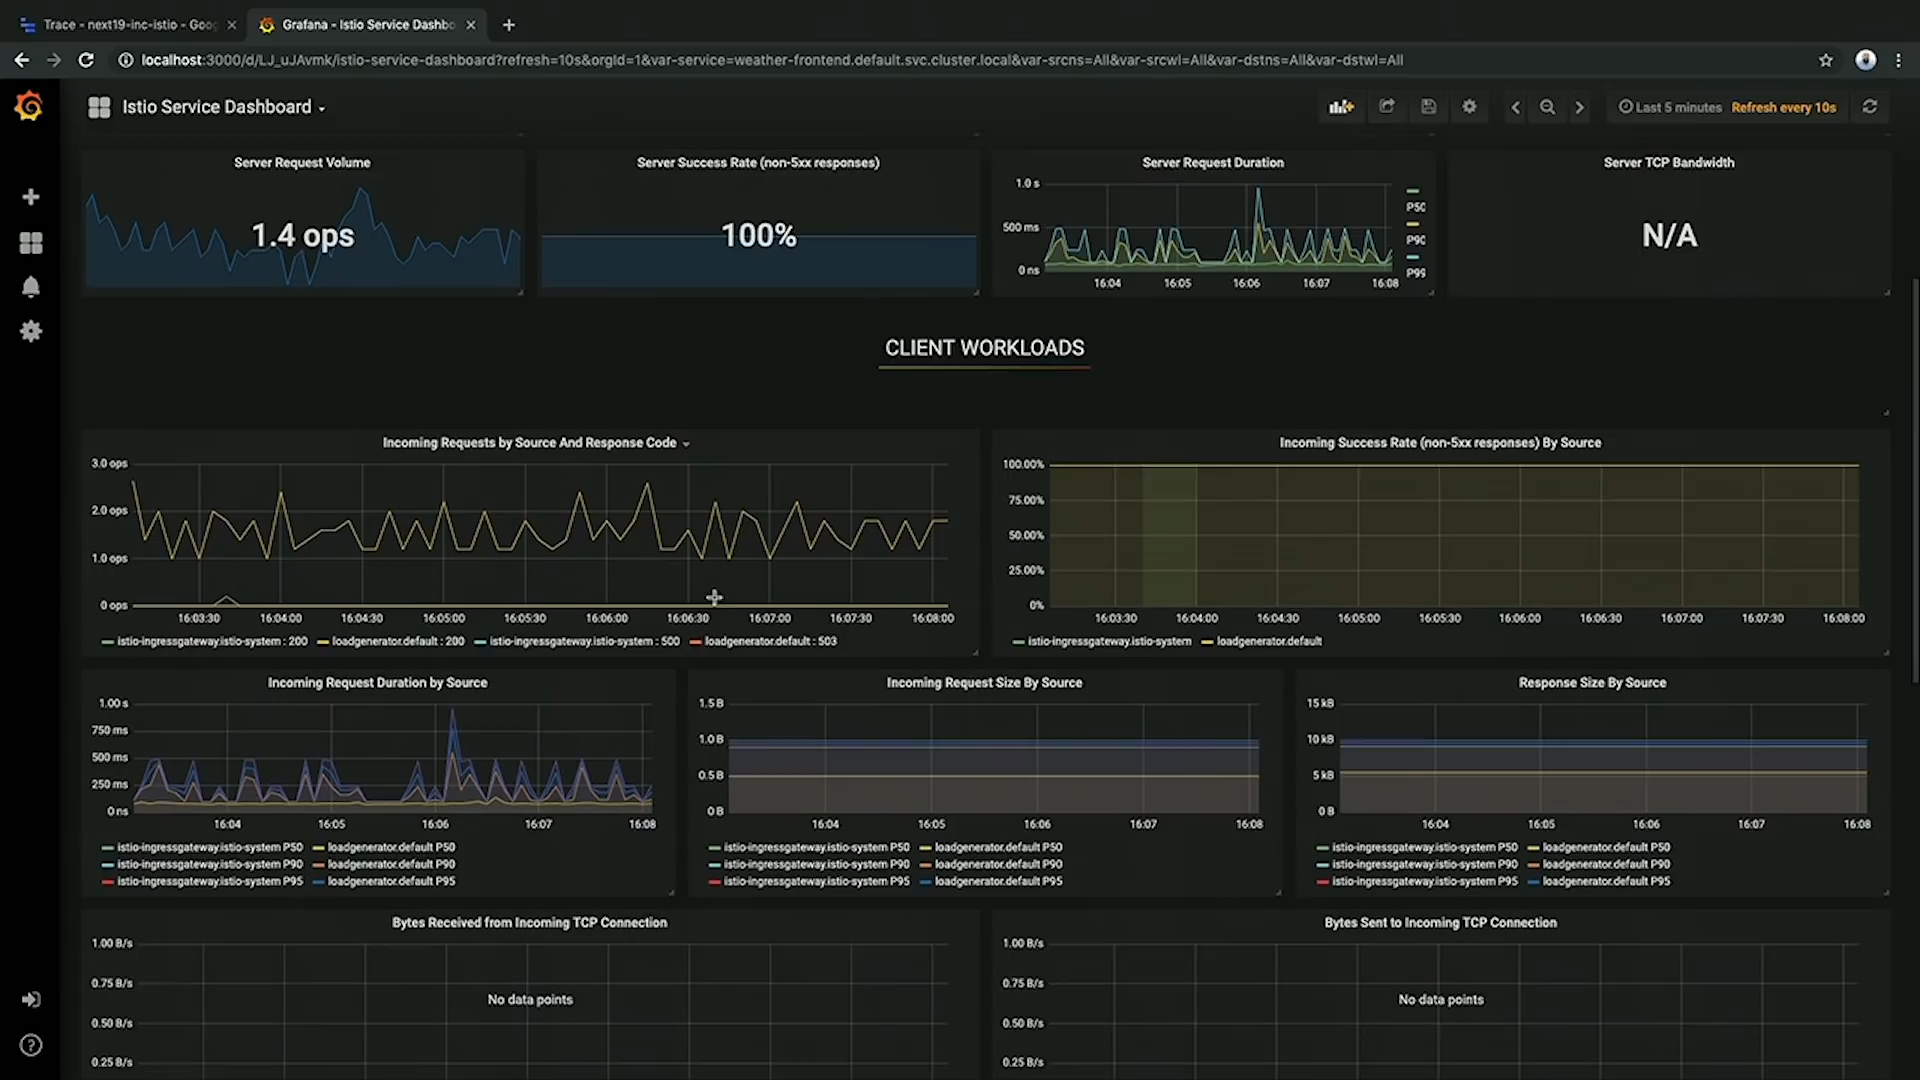 Trace - next19-inc-istio - Goo
Grafana - Istio Service Dashbo
localhost:3000/d/LJ_uJAvmk/istio-service-dashboard?refresh=10s&orgId=1&var-service=weather-frontend.default.svc.cluster.local&var-srcns=All&var-srcwl=All&var-dstns=All&var-dstwl=All
Istio Service Dashboard
Last 5 minutes Refresh every 10s
Server Request Volume
1.4 ops
Server Success Rate (non-5xx responses)
100%
Server Request Duration
1.0 s
500 ms
0 ns
16:04 16:05 16:06 16:07 16:08
P50
P90
P99
Server TCP Bandwidth
N/A
CLIENT WORKLOADS
Incoming Requests by Source And Response Code
3.0 ops
2.0 ops
1.0 ops
0 ops
16:03:30 16:04:00 16:04:30 16:05:00 16:05:30 16:06:00 16:06:30 16:07:00 16:07:30 16:08:00
istio-ingressgateway.istio-system : 200 loadgenerator.default : 200 istio-ingressgateway.istio-system : 500 loadgenerator.default : 503
Incoming Success Rate (non-5xx responses) By Source
100.00%
75.00%
50.00%
25.00%
0%
16:03:30 16:04:00 16:04:30 16:05:00 16:05:30 16:06:00 16:06:30 16:07:00 16:07:30 16:08:00
istio-ingressgateway.istio-system loadgenerator.default
Incoming Request Duration by Source
1.00 s
750 ms
500 ms
250 ms
0 ns
16:04 16:05 16:06 16:07 16:08
istio-ingressgateway.istio-system P50 loadgenerator.default P50
istio-ingressgateway.istio-system P90 loadgenerator.default P90
istio-ingressgateway.istio-system P95 loadgenerator.default P95
Incoming Request Size By Source
1.5 B
1.0 B
0.5 B
0 B
16:04 16:05 16:06 16:07 16:08
istio-ingressgateway.istio-system P50 loadgenerator.default P50
istio-ingressgateway.istio-system P90 loadgenerator.default P90
istio-ingressgateway.istio-system P95 loadgenerator.default P95
Response Size By Source
15 kB
10 kB
5 kB
0 B
16:04 16:05 16:06 16:07 16:08
istio-ingressgateway.istio-system P50 loadgenerator.default P50
istio-ingressgateway.istio-system P90 loadgenerator.default P90
istio-ingressgateway.istio-system P95 loadgenerator.default P95
Bytes Received from Incoming TCP Connection
1.00 B/s
0.75 B/s
0.50 B/s
0.25 B/s
No data points
Bytes Sent to Incoming TCP Connection
1.00 B/s
0.75 B/s
0.50 B/s
0.25 B/s
No data points